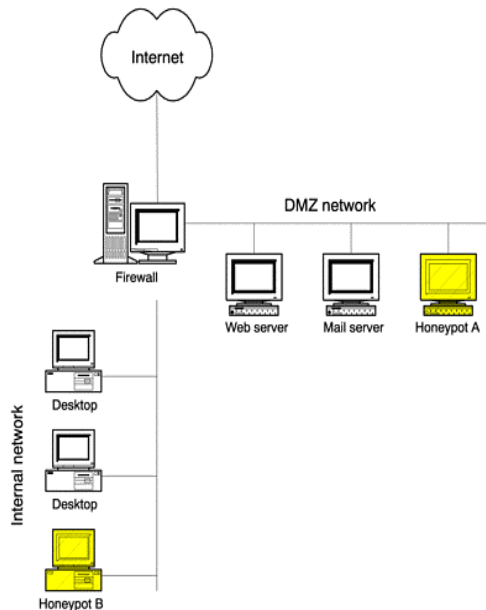 Internet
DMZ network
Firewall
Web server
Mail server
Honeypot A
Internal network
Desktop
Desktop
Honeypot B